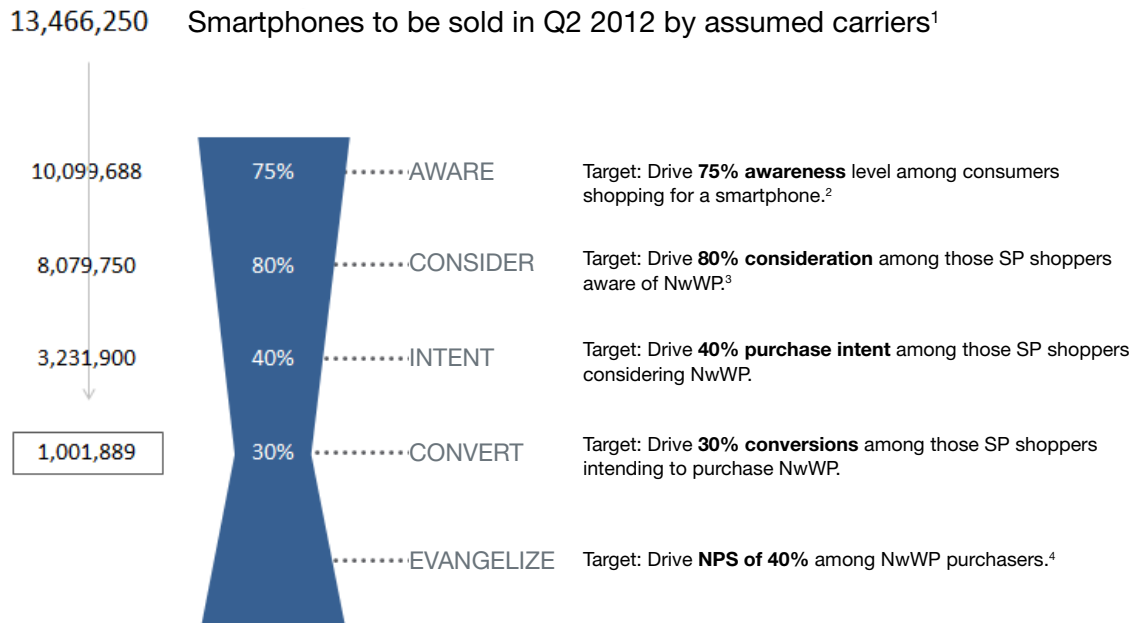 13,466,250 Smartphones to be sold in Q2 2012 by assumed carriers¹
10,099,688 75% AWARE Target: Drive 75% awareness level among consumers
shopping for a smartphone.²
8,079,750 80% CONSIDER Target: Drive 80% consideration among those SP shoppers
aware of NwWP.³
3,231,900 40% INTENT Target: Drive 40% purchase intent among those SP shoppers
considering NwWP.
1,001,889 30% CONVERT Target: Drive 30% conversions among those SP shoppers
intending to purchase NwWP.
EVANGELIZE Target: Drive NPS of 40% among NwWP purchasers.⁴